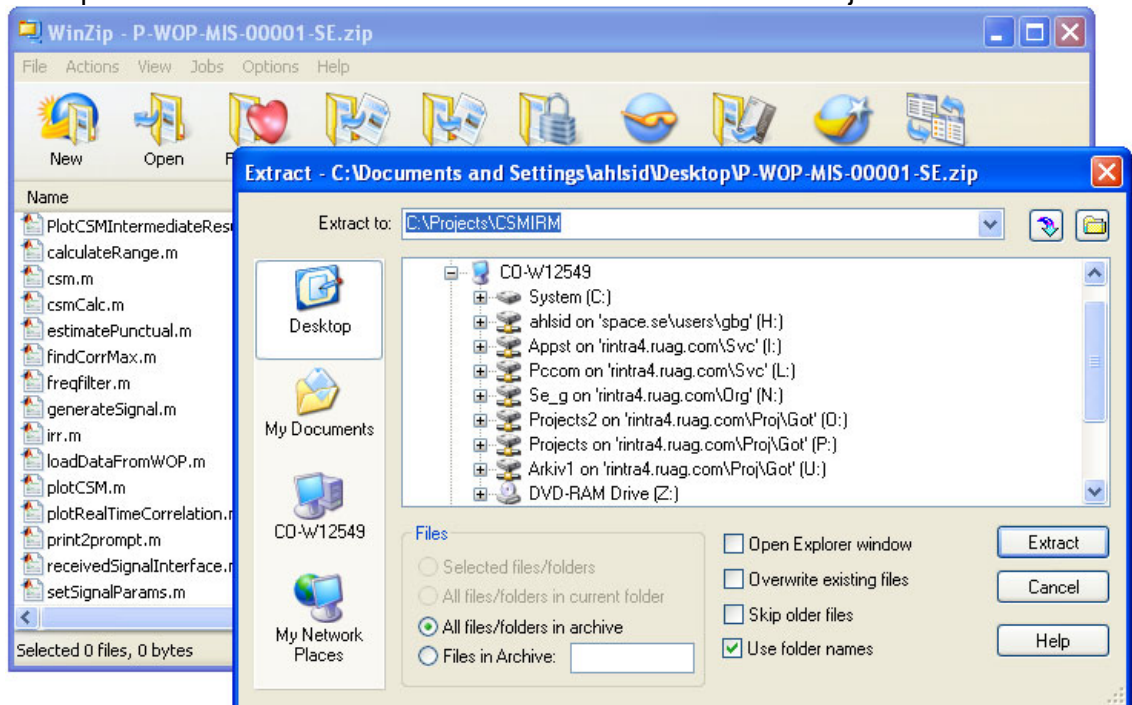 WinZip - P-WOP-MIS-00001-SE.zip
File Actions View Jobs Options Help
New Open
Name
PlotCSMIntermediateResu
calculateRange.m
csm.m
csmCalc.m
estimatePunctual.m
findCorrMax.m
freqfilter.m
generateSignal.m
irr.m
loadDataFromWOP.m
plotCSM.m
plotRealTimeCorrelation.m
print2prompt.m
receivedSignalInterface.m
setSignalParams.m
Selected 0 files, 0 bytes
Extract - C:\Documents and Settings\ahlsid\Desktop\P-WOP-MIS-00001-SE.zip
Extract to: C:\Projects\CSMIRM
Desktop
My Documents
CO-W12549
My Network
Places
CO-W12549
System (C:)
ahlsid on 'space.se\users\gbg' (H:)
Appst on 'rintra4.ruag.com\Svc' (I:)
Pccom on 'rintra4.ruag.com\Svc' (L:)
Se_g on 'rintra4.ruag.com\Org' (N:)
Projects2 on 'rintra4.ruag.com\Proj\Got' (O:)
Projects on 'rintra4.ruag.com\Proj\Got' (P:)
Arkiv1 on 'rintra4.ruag.com\Proj\Got' (U:)
DVD-RAM Drive (Z:)
Files
Selected files/folders
All files/folders in current folder
All files/folders in archive
Files in Archive:
Open Explorer window
Overwrite existing files
Skip older files
Use folder names
Extract
Cancel
Help